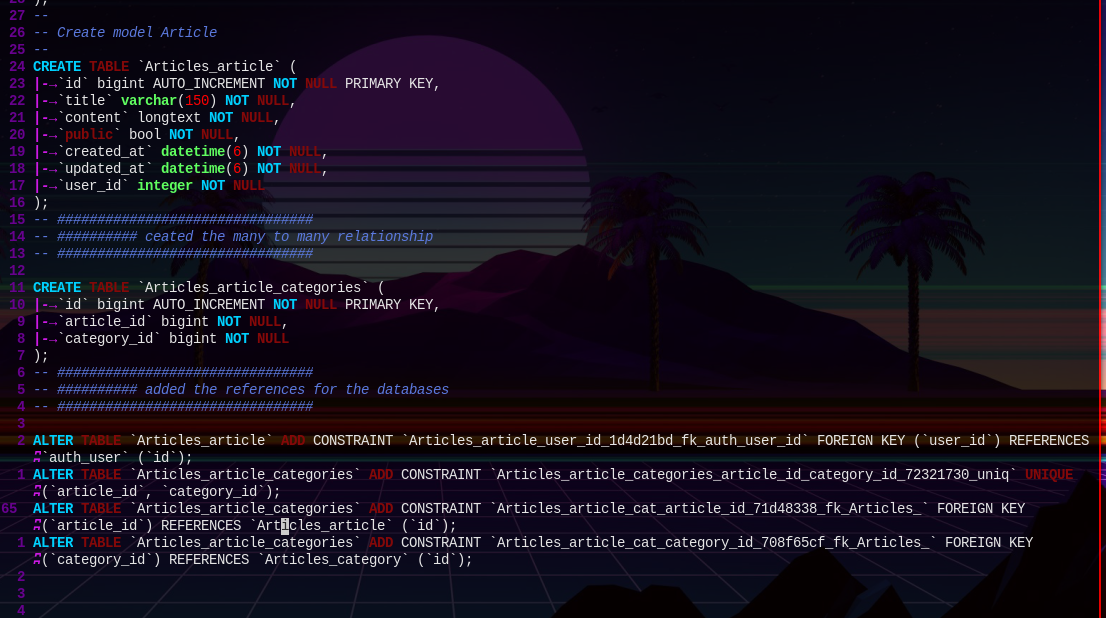 28 );
27 --
26 -- Create model Article
25 --
24 CREATE TABLE `Articles_article` (
23 |-→`id` bigint AUTO_INCREMENT NOT NULL PRIMARY KEY,
22 |-→`title` varchar(150) NOT NULL,
21 |-→`content` longtext NOT NULL,
20 |-→`public` bool NOT NULL,
19 |-→`created_at` datetime(6) NOT NULL,
18 |-→`updated_at` datetime(6) NOT NULL,
17 |-→`user_id` integer NOT NULL
16 );
15 -- ################################
14 -- ########## ceated the many to many relationship
13 -- ################################
12
11 CREATE TABLE `Articles_article_categories` (
10 |-→`id` bigint AUTO_INCREMENT NOT NULL PRIMARY KEY,
9 |-→`article_id` bigint NOT NULL,
8 |-→`category_id` bigint NOT NULL
7 );
6 -- ################################
5 -- ########## added the references for the databases
4 -- ################################
3
2 ALTER TABLE `Articles_article` ADD CONSTRAINT `Articles_article_user_id_1d4d21bd_fk_auth_user_id` FOREIGN KEY (`user_id`) REFERENCES
♬`auth_user` (`id`);
1 ALTER TABLE `Articles_article_categories` ADD CONSTRAINT `Articles_article_categories_article_id_category_id_72321730_uniq` UNIQUE
♬(`article_id`, `category_id`);
65 ALTER TABLE `Articles_article_categories` ADD CONSTRAINT `Articles_article_cat_article_id_71d48338_fk_Articles_` FOREIGN KEY
♬(`article_id`) REFERENCES `Articles_article` (`id`);
1 ALTER TABLE `Articles_article_categories` ADD CONSTRAINT `Articles_article_cat_category_id_708f65cf_fk_Articles_` FOREIGN KEY
♬(`category_id`) REFERENCES `Articles_category` (`id`);
2
3
4